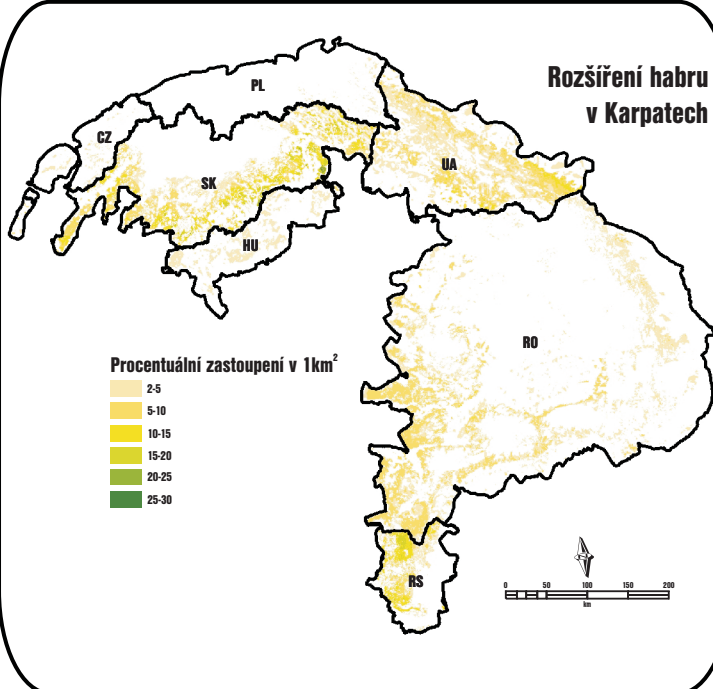 Rozšíření habru
v Karpatech
PL
CZ
SK
UA
HU
RO
RS
Procentuální zastoupení v 1km²
2-5
5-10
10-15
15-20
20-25
25-30
0 50 100 150 200
km